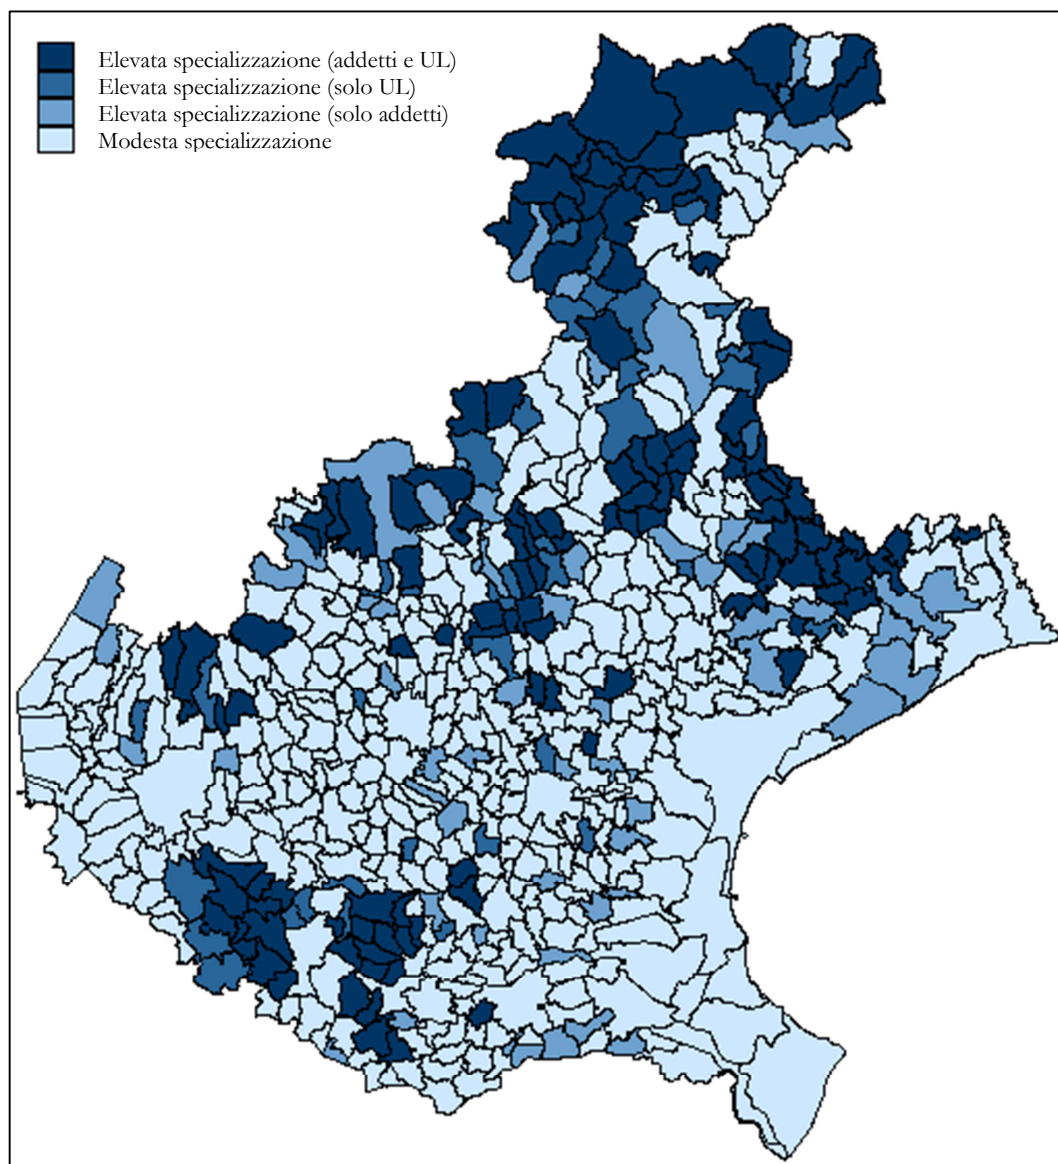 Elevata specializzazione (addetti e UL)
Elevata specializzazione (solo UL)
Elevata specializzazione (solo addetti)
Modesta specializzazione